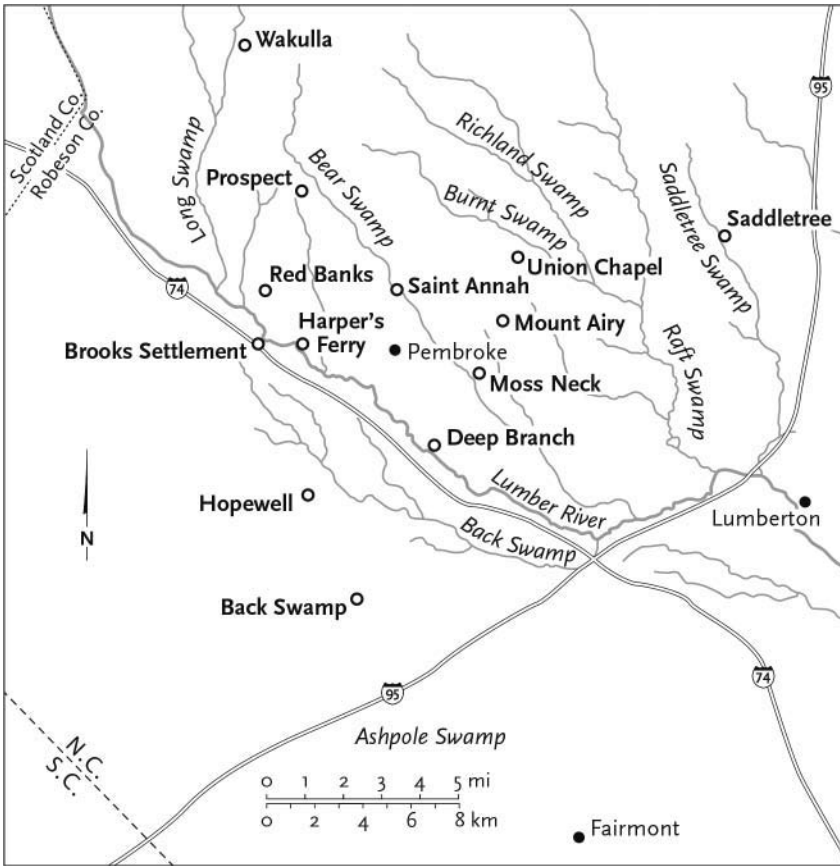 Wakulla
95
Scotland Co.
Robeson Co.
Long Swamp
Richland Swamp
Bear Swamp
Prospect
Burnt Swamp
Saddletree Swamp
Saddletree
Union Chapel
74
Red Banks
Saint Annah
Harper's
Ferry
Mount Airy
Brooks Settlement
Pembroke
Raft Swamp
Moss Neck
Deep Branch
Hopewell
Lumber River
Lumberton
N
Back Swamp
Back Swamp
95
74
N.C.
S.C.
Ashpole Swamp
0 1 2 3 4 5 mi
0 2 4 6 8 km
Fairmont